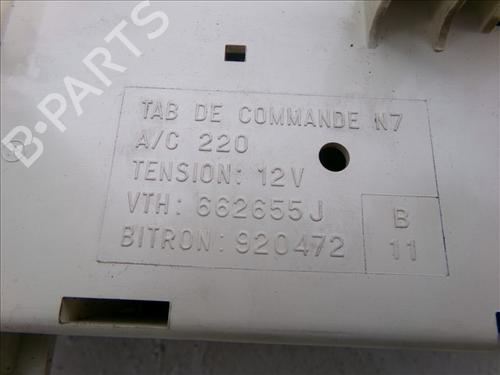 B-PARTS
TAB DE COMMANDE N7
A/C 220
TENSION: 12V
VTH: 662655J
BITRON: 920472
B
11